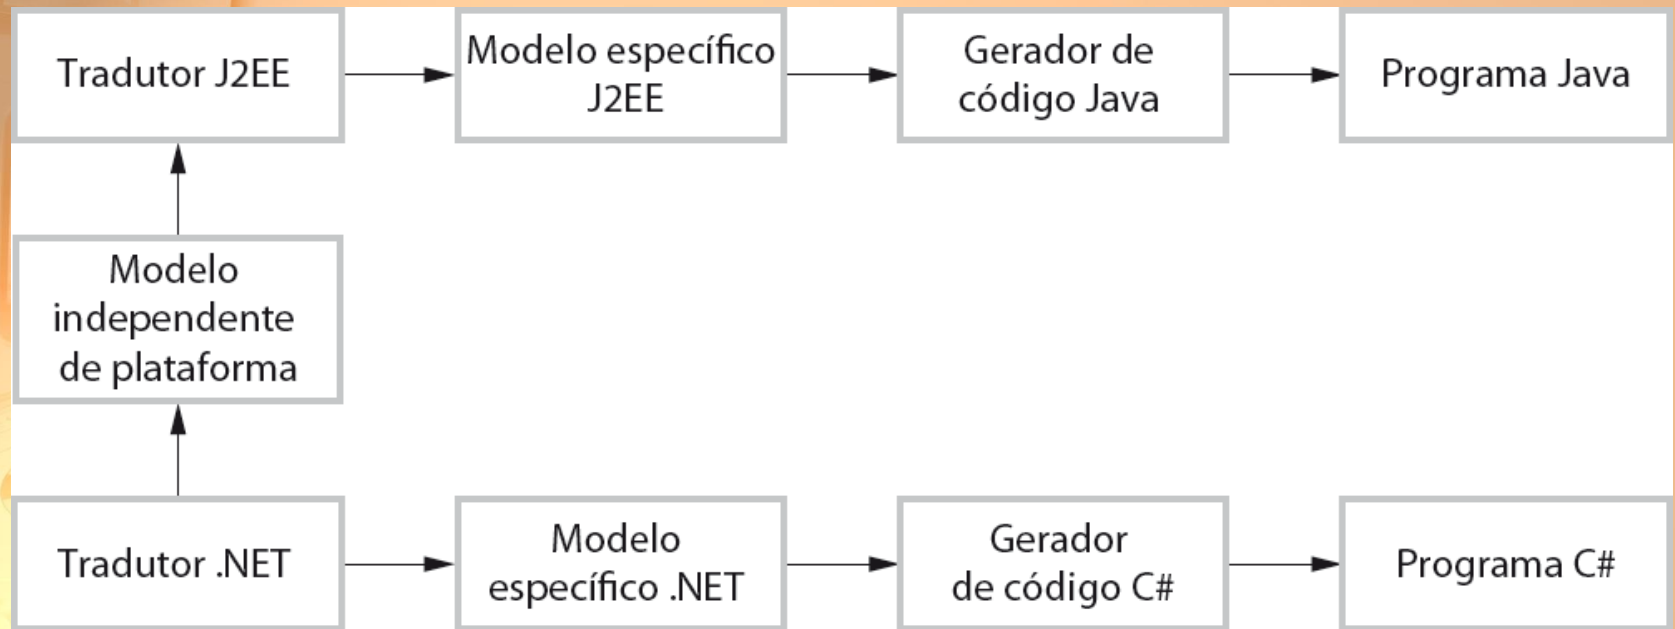 Tradutor J2EE
Modelo específico
J2EE
Gerador de
código Java
Programa Java
Modelo
independente
de plataforma
Tradutor .NET
Modelo
específico .NET
Gerador
de código C#
Programa C#